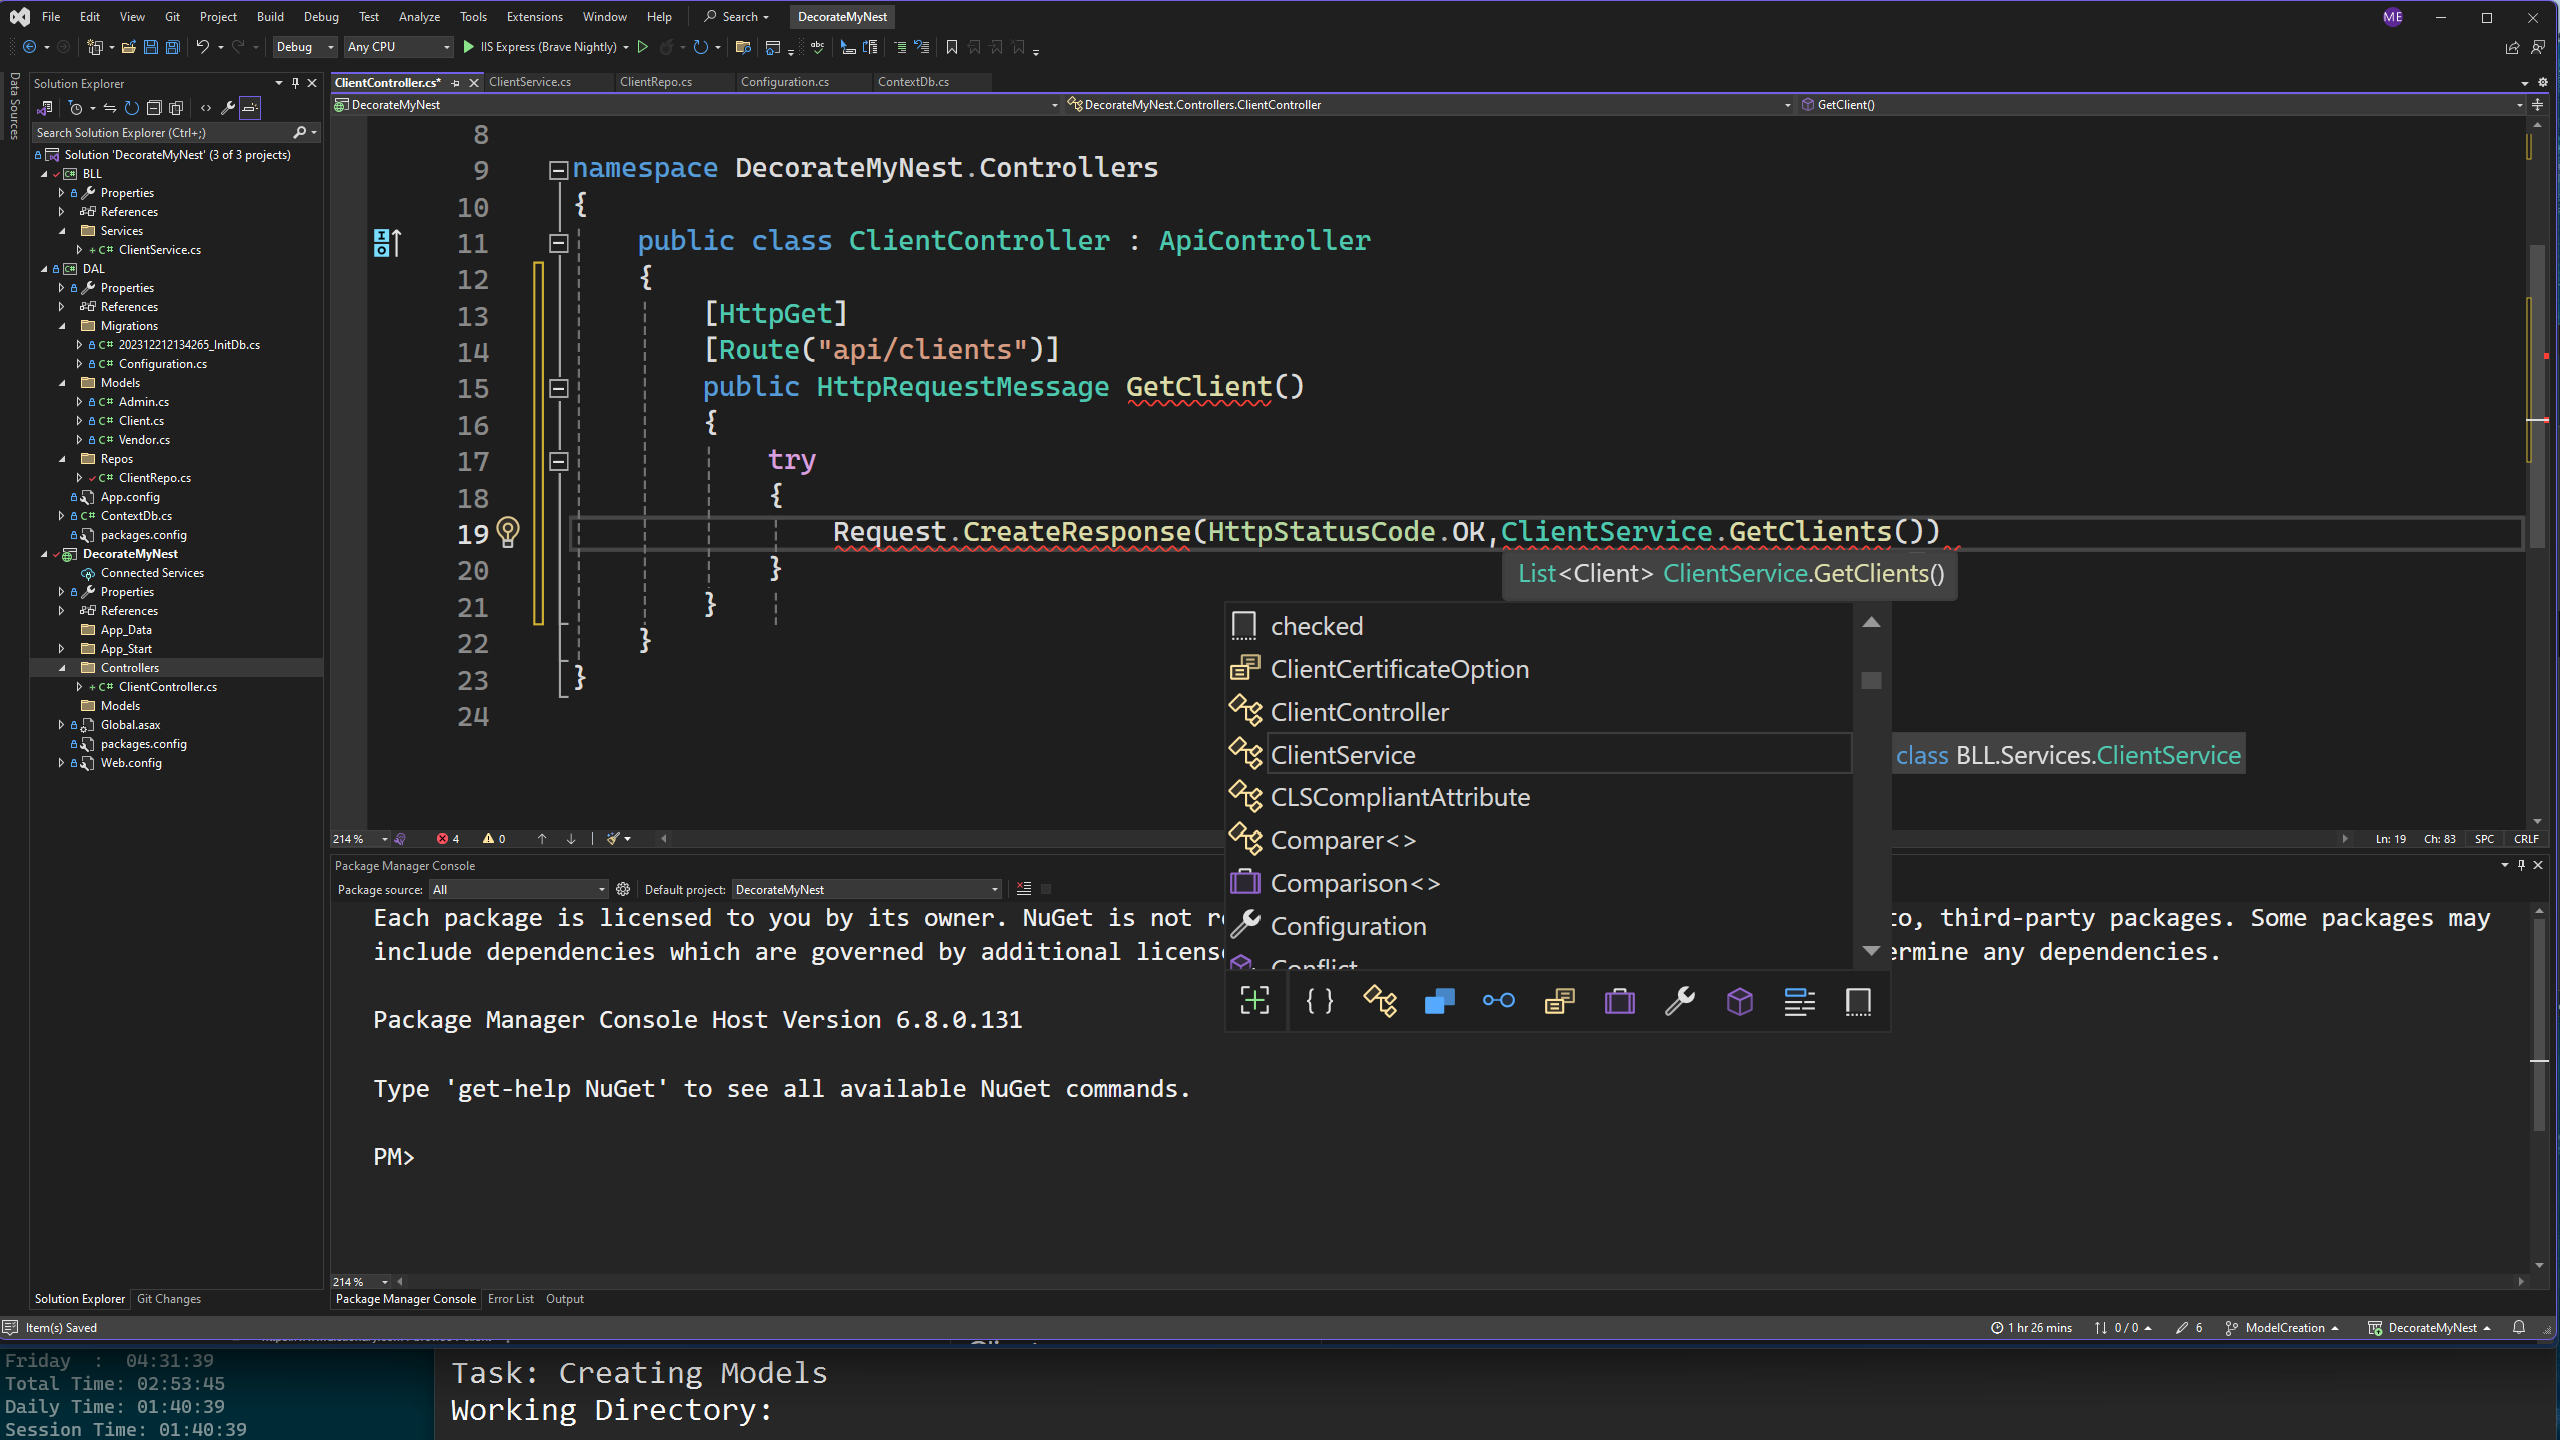 File Edit View Git Project Build Debug Test Analyze Tools Extensions Window Help Search DecorateMyNest ME
Debug Any CPU IIS Express (Brave Nightly)
Data Sources
Solution Explorer
Search Solution Explorer (Ctrl+;)
Solution 'DecorateMyNest' (3 of 3 projects)
BLL
Properties
References
Services
C# ClientService.cs
DAL
Properties
References
Migrations
C# 202312212134265_InitDb.cs
C# Configuration.cs
Models
C# Admin.cs
C# Client.cs
C# Vendor.cs
Repos
C# ClientRepo.cs
App.config
C# ContextDb.cs
packages.config
DecorateMyNest
Connected Services
Properties
References
App_Data
App_Start
Controllers
C# ClientController.cs
Models
Global.asax
packages.config
Web.config
Solution Explorer Git Changes
ClientController.cs* ClientService.cs ClientRepo.cs Configuration.cs ContextDb.cs
DecorateMyNest DecorateMyNest.Controllers.ClientController GetClient()
8
9 namespace DecorateMyNest.Controllers
10 {
11 public class ClientController : ApiController
12 {
13 [HttpGet]
14 [Route("api/clients")]
15 public HttpRequestMessage GetClient()
16 {
17 try
18 {
19 Request.CreateResponse(HttpStatusCode.OK,ClientService.GetClients())
20 }
21 }
22 }
23 }
24
List<Client> ClientService.GetClients()
checked
ClientCertificateOption
ClientController
ClientService
class BLL.Services.ClientService
CLSCompliantAttribute
Comparer<>
Comparison<>
Configuration
Conflict
214 % 4 0 Ln: 19 Ch: 83 SPC CRLF
Package Manager Console
Package source: All Default project: DecorateMyNest
Each package is licensed to you by its owner. NuGet is not to, third-party packages. Some packages may
include dependencies which are governed by additional any dependencies.
Package Manager Console Host Version 6.8.0.131
Type 'get-help NuGet' to see all available NuGet commands.
PM>
214 %
Package Manager Console Error List Output
Item(s) Saved 1 hr 26 mins 0 / 0 6 ModelCreation DecorateMyNest
Friday : 04:31:39
Total Time: 02:53:45
Daily Time: 01:40:39
Session Time: 01:40:39
Task: Creating Models
Working Directory: